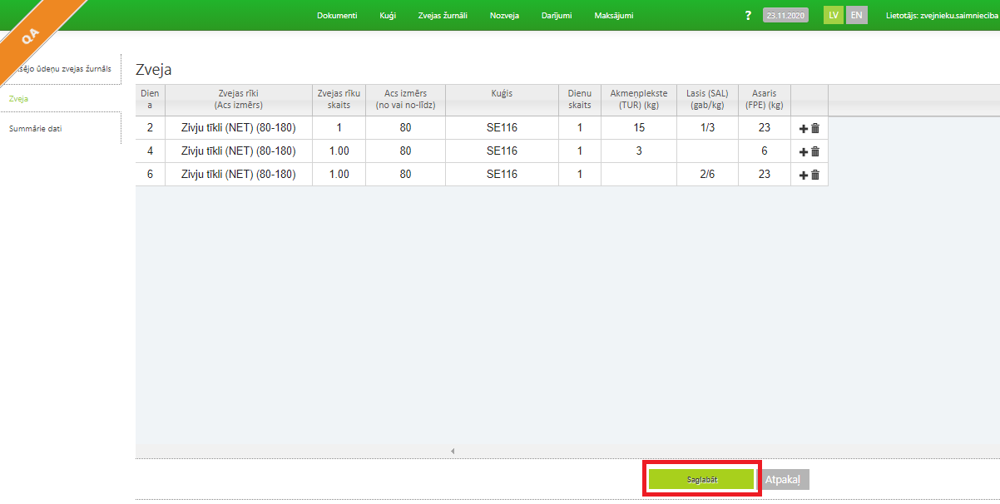 Dokumenti Kuģi Zvejas žurnāli Nozveja Darījumi Maksājumi ? 23.11.2020 LV EN Lietotājs: zvejnieku.saimnieciba
QA
ūdeņu zvejas žurnāls
Zveja
Summārie dati
Zveja
Dien
a
Zvejas rīki
(Acs izmērs)
Zvejas rīku
skaits
Acs izmērs
(no vai no-līdz)
Kuģis
Dienu
skaits
Akmeņplekste
(TUR) (kg)
Lasis (SAL)
(gab/kg)
Asaris
(FPE) (kg)
2 Zivju tīkli (NET) (80-180) 1 80 SE116 1 15 1/3 23
4 Zivju tīkli (NET) (80-180) 1.00 80 SE116 1 3 6
6 Zivju tīkli (NET) (80-180) 1.00 80 SE116 1 2/6 23
Saglabāt Atpakaļ